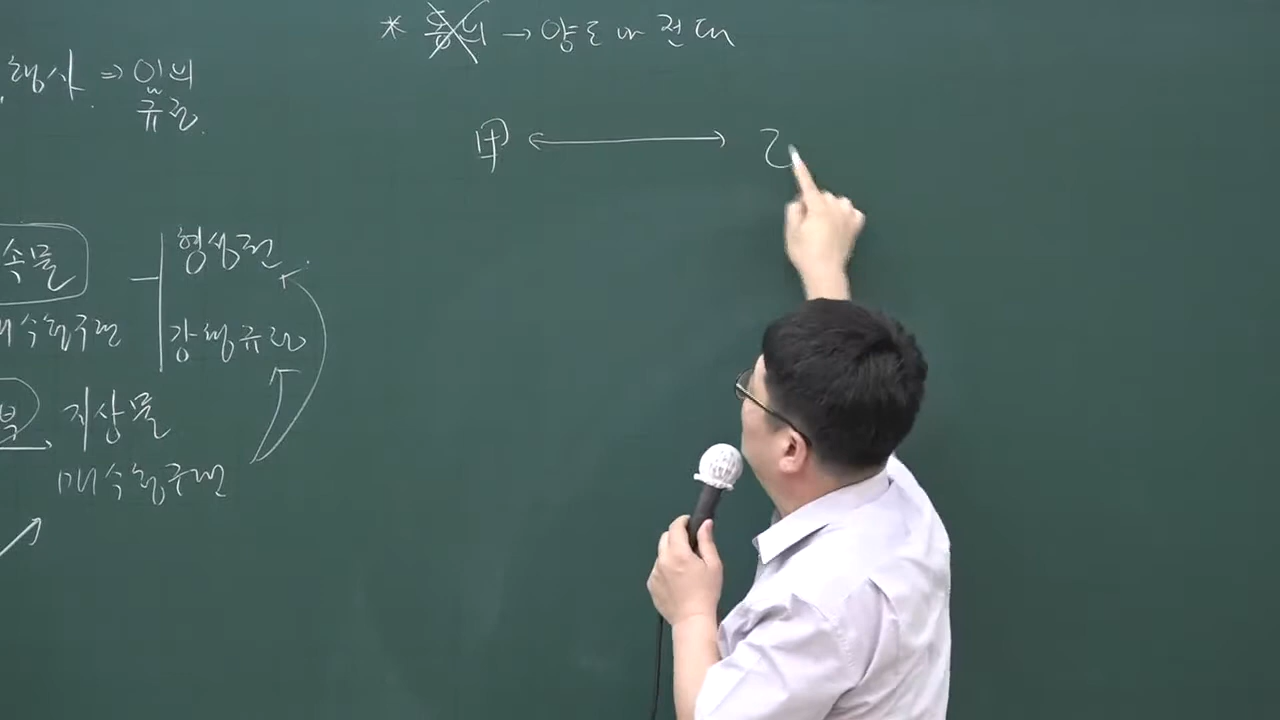 * 동의 → 양도 or 전대
행사 ⇒ 임의
규정
甲 ↔ 乙
속물
매수청구권
형성권
강행규정
지상물
매수청구권